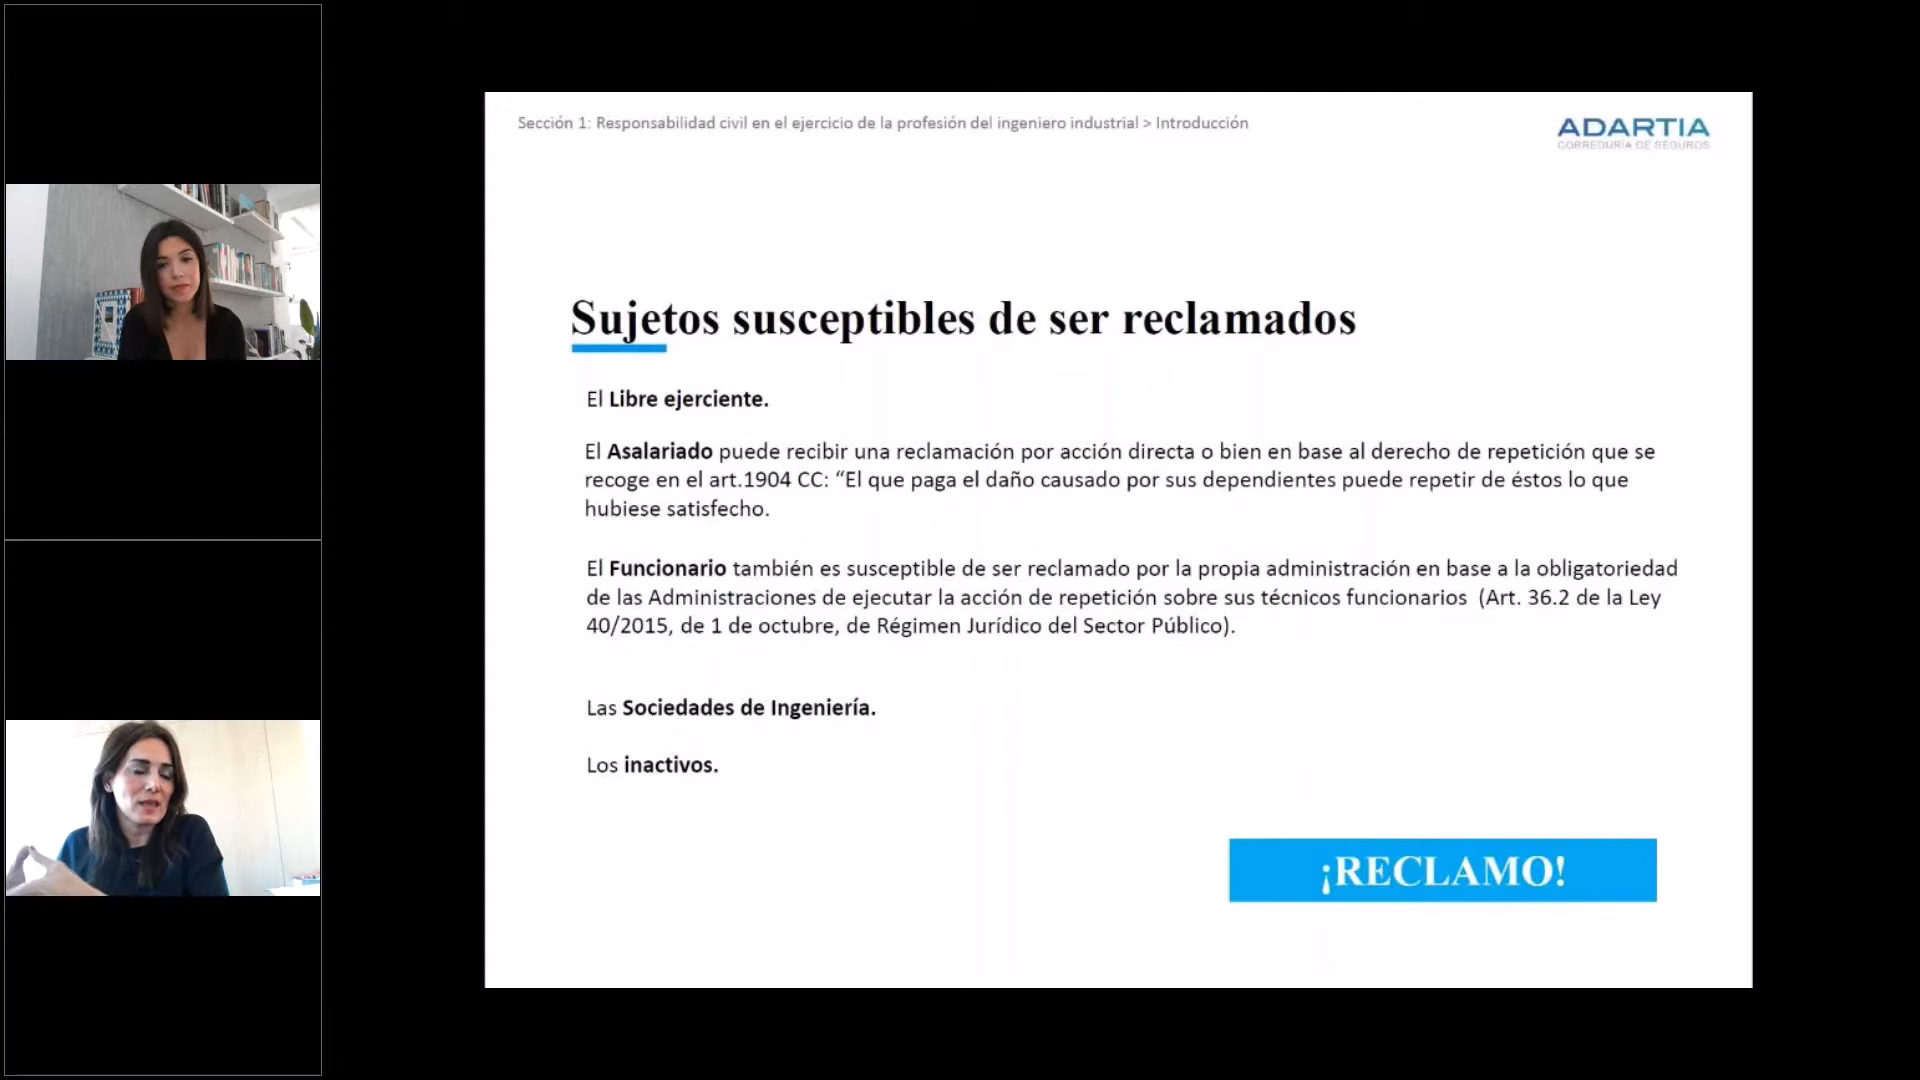 Sección 1: Responsabilidad civil en el ejercicio de la profesión del ingeniero industrial > Introducción
ADARTIA
CORREDURÍA DE SEGUROS
Sujetos susceptibles de ser reclamados
El Libre ejerciente.
El Asalariado puede recibir una reclamación por acción directa o bien en base al derecho de repetición que se
recoge en el art.1904 CC: “El que paga el daño causado por sus dependientes puede repetir de éstos lo que
hubiese satisfecho.
El Funcionario también es susceptible de ser reclamado por la propia administración en base a la obligatoriedad
de las Administraciones de ejecutar la acción de repetición sobre sus técnicos funcionarios (Art. 36.2 de la Ley
40/2015, de 1 de octubre, de Régimen Jurídico del Sector Público).
Las Sociedades de Ingeniería.
Los inactivos.
¡RECLAMO!